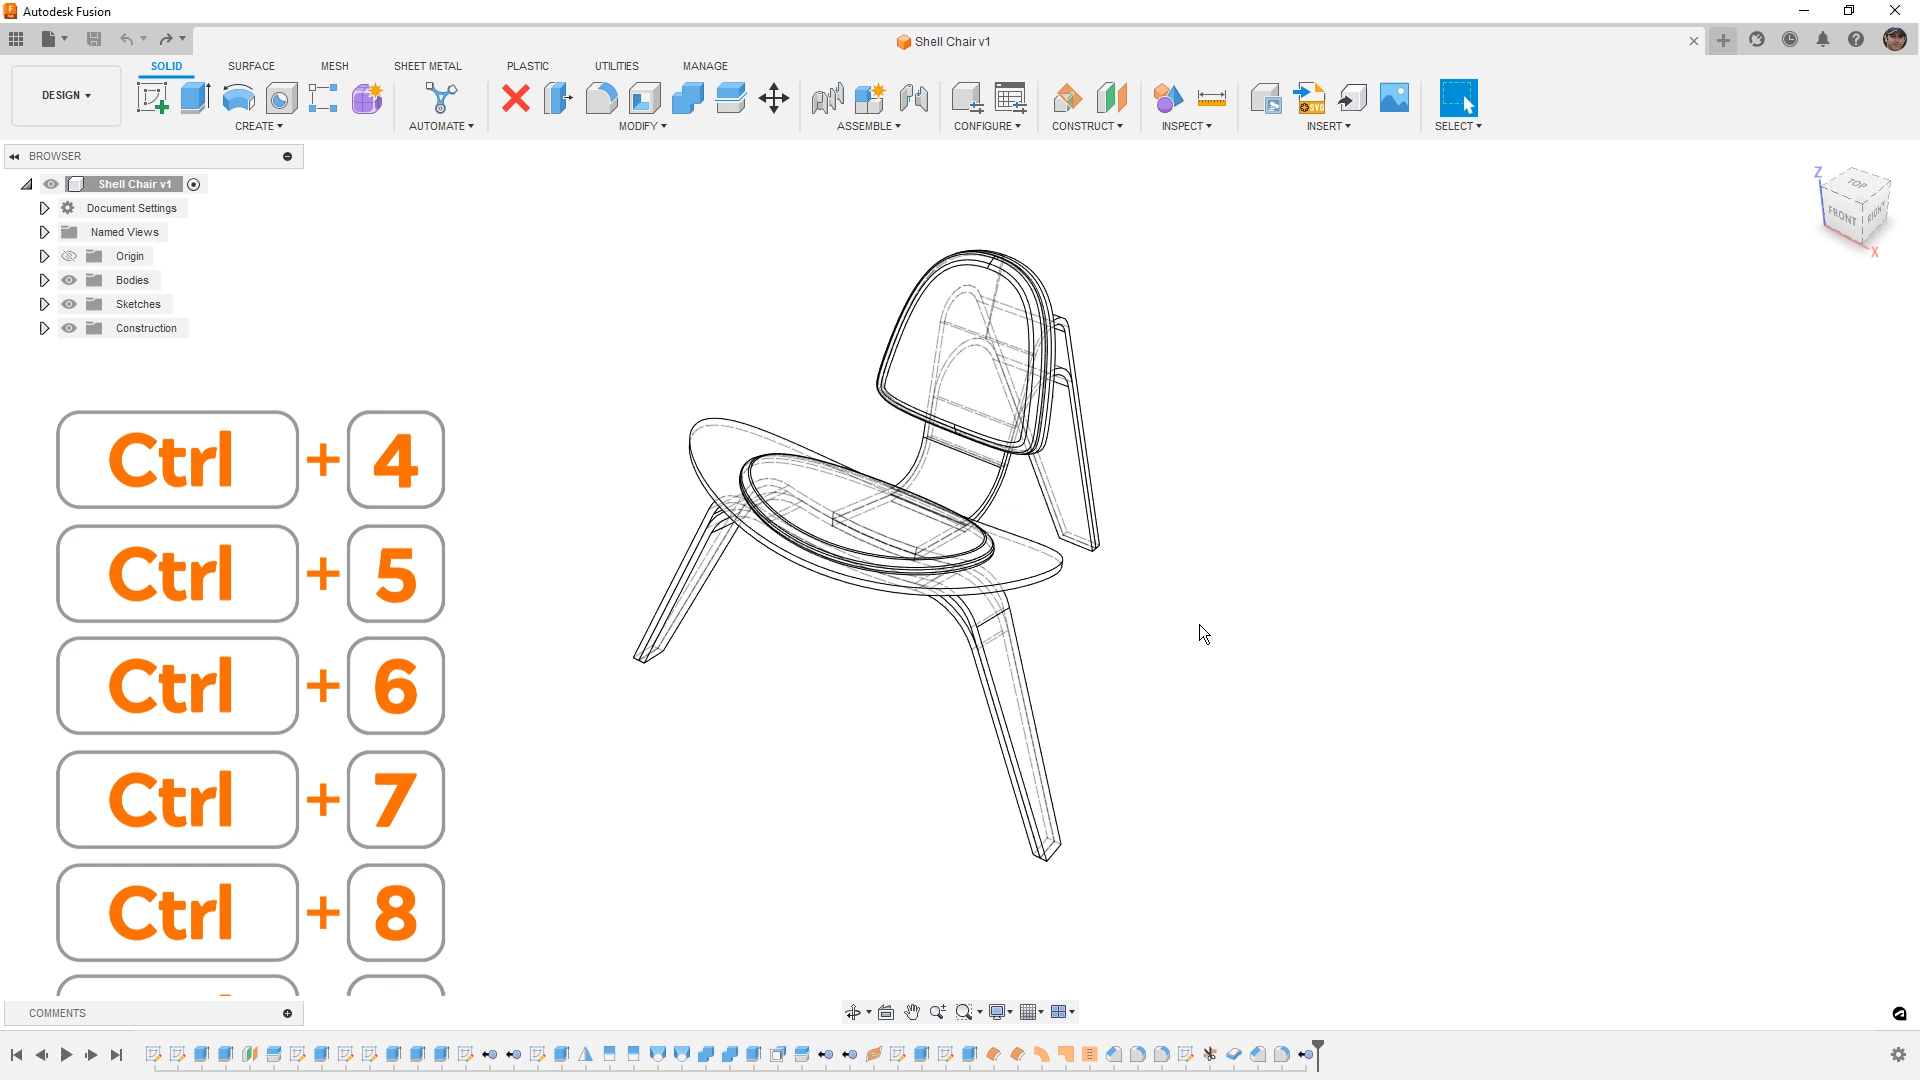 Autodesk Fusion
Shell Chair v1
SOLID SURFACE MESH SHEET METAL PLASTIC UTILITIES MANAGE
DESIGN
SVG
CREATE AUTOMATE MODIFY ASSEMBLE CONFIGURE CONSTRUCT INSPECT INSERT SELECT
BROWSER
Shell Chair v1
Document Settings
Named Views
Origin
Bodies
Sketches
Construction
Z
TOP
FRONT RIGHT
X
Ctrl + 4
Ctrl + 5
Ctrl + 6
Ctrl + 7
Ctrl + 8
COMMENTS